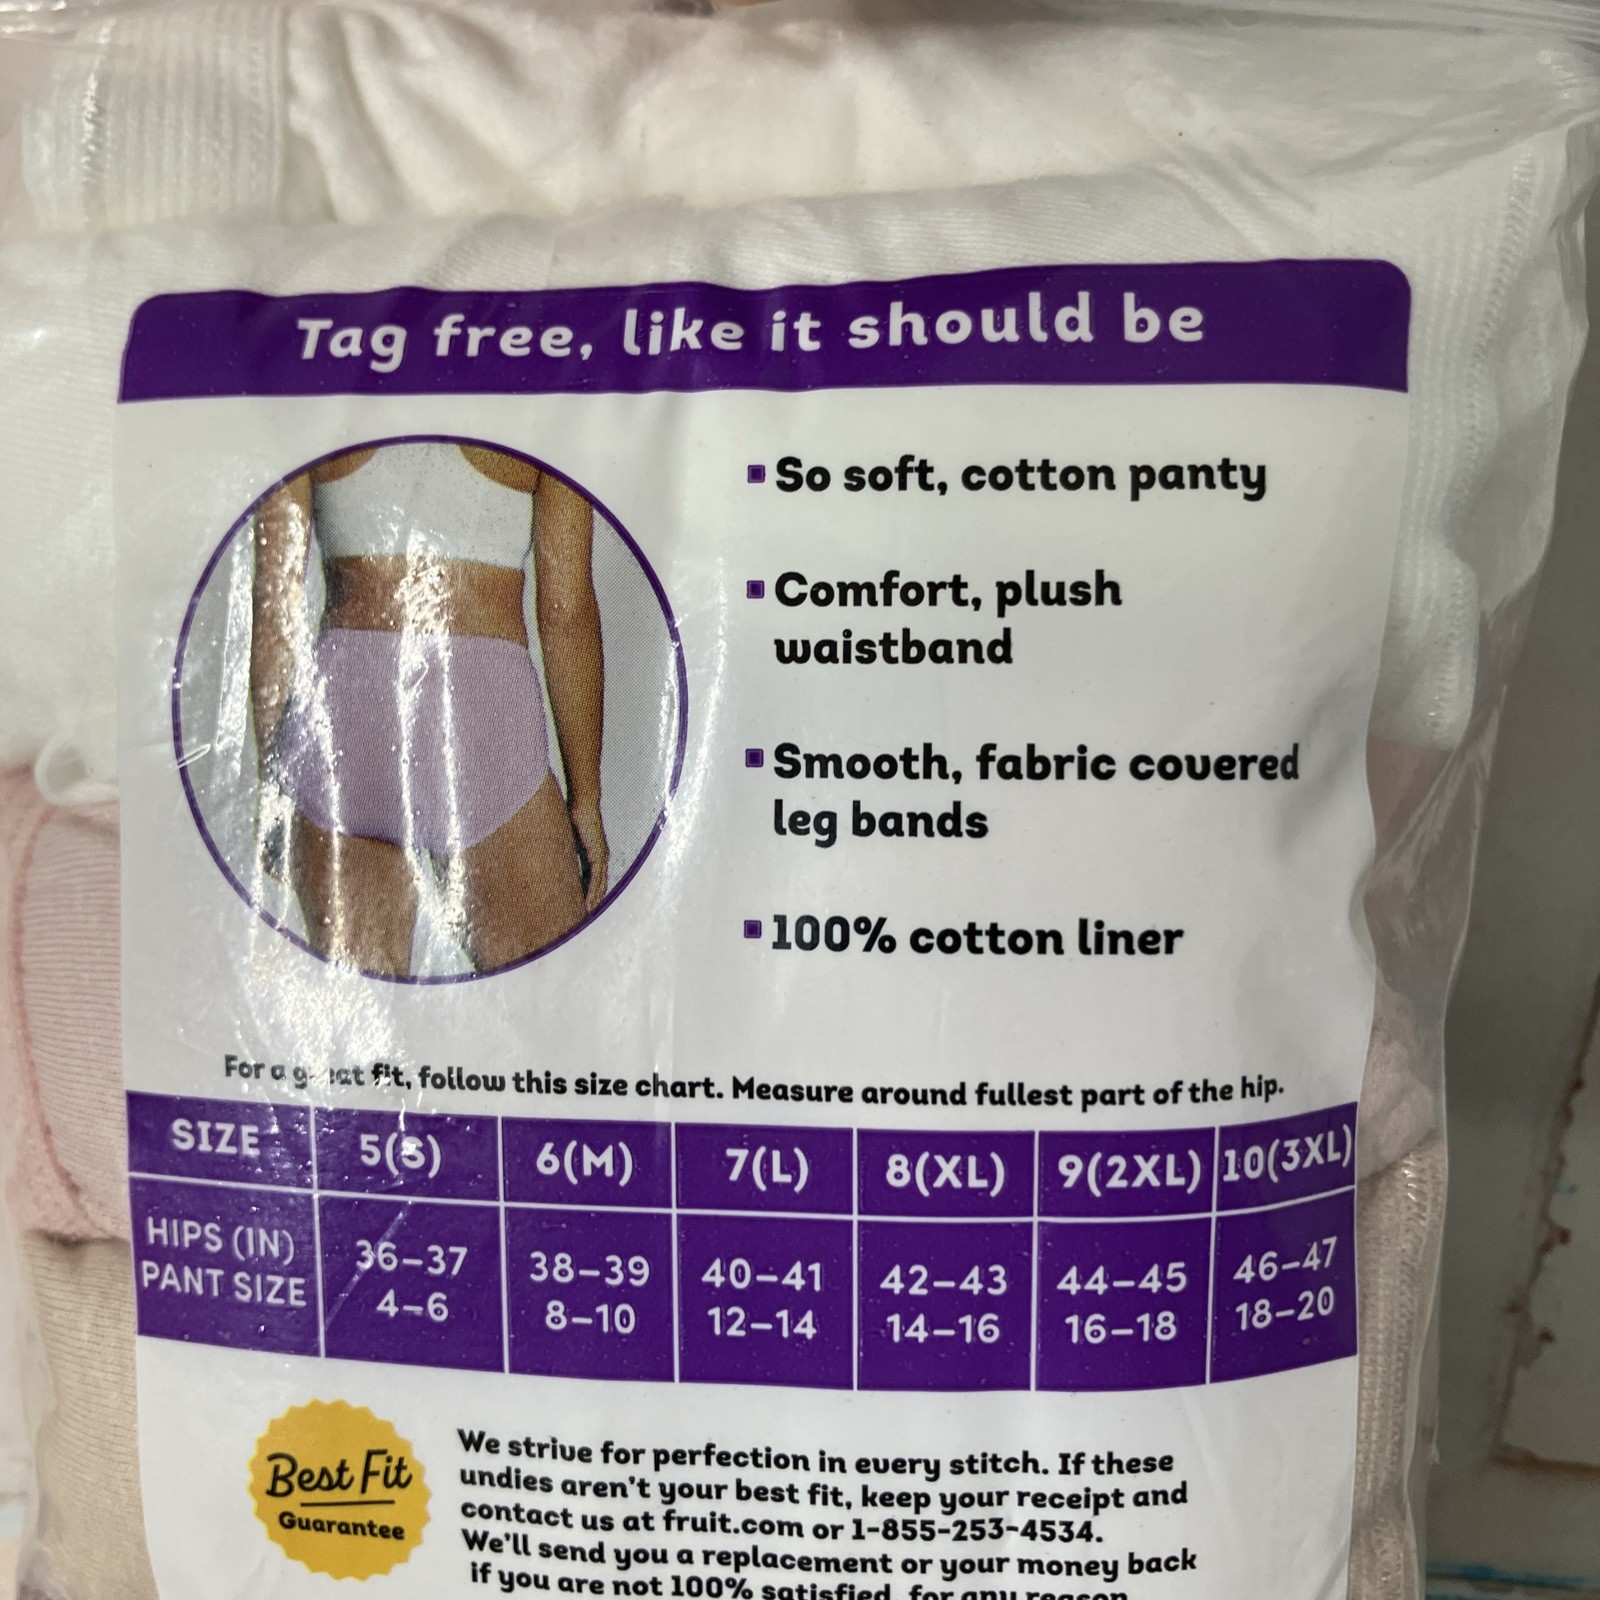 Tag free, like it should be
So soft, cotton panty
Comfort, plush
waistband
Smooth, fabric covered
leg bands
100% cotton liner
For a great fit, follow this size chart. Measure around fullest part of the hip.
SIZE 5(S) 6(M) 7(L) 8(XL) 9(2XL) 10(3XL)
HIPS (IN) 36–37 38–39 40–41 42–43 44–45 46–47
PANT SIZE 4–6 8–10 12–14 14–16 16–18 18–20
Best Fit
Guarantee
We strive for perfection in every stitch. If these
undies aren't your best fit, keep your receipt and
contact us at fruit.com or 1-855-253-4534.
We'll send you a replacement or your money back
if you are not 100% satisfied, for any reason